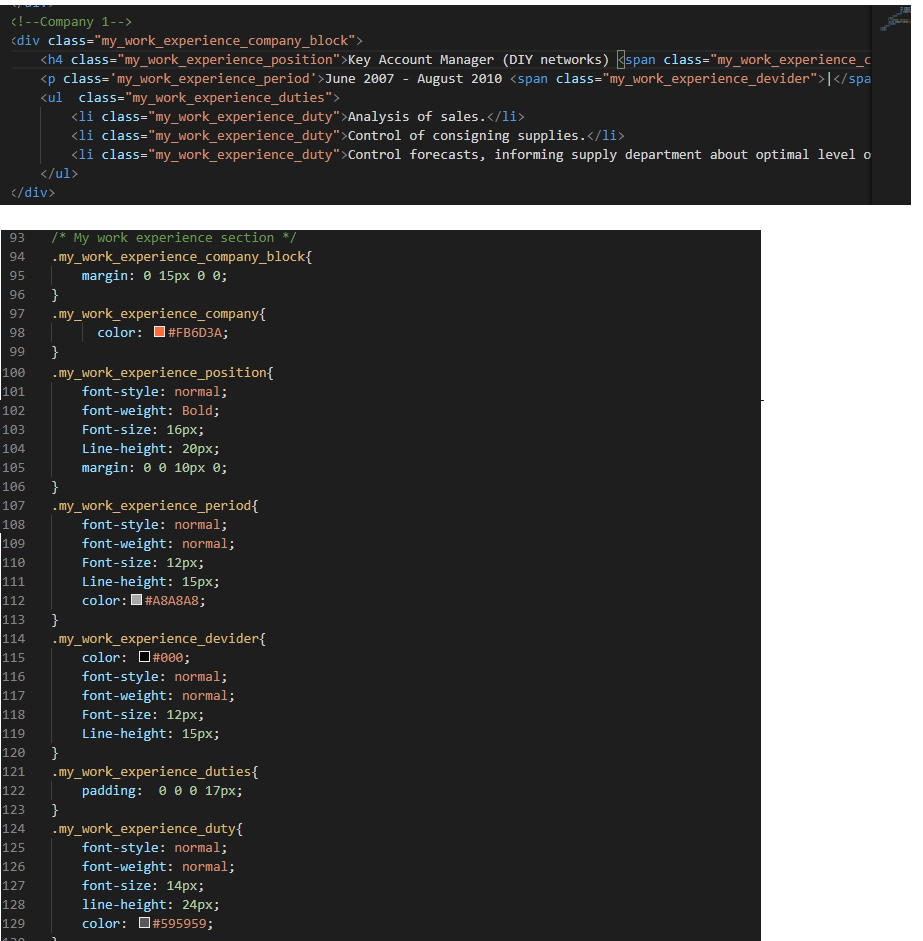 <!--Company 1-->
<div class="my_work_experience_company_block">
<h4 class="my_work_experience_position">Key Account Manager (DIY networks) <span class="my_work_experience_c
<p class='my_work_experience_period'>June 2007 - August 2010 <span class="my_work_experience_devider">|</spa
<ul  class="my_work_experience_duties">
<li class="my_work_experience_duty">Analysis of sales.</li>
<li class="my_work_experience_duty">Control of consigning supplies.</li>
<li class="my_work_experience_duty">Control forecasts, informing supply department about optimal level o
</ul>
</div>
93 /* My work experience section */
94 .my_work_experience_company_block{
95 margin: 0 15px 0 0;
96 }
97 .my_work_experience_company{
98 color: #FB6D3A;
99 }
100 .my_work_experience_position{
101 font-style: normal;
102 font-weight: Bold;
103 Font-size: 16px;
104 Line-height: 20px;
105 margin: 0 0 10px 0;
106 }
107 .my_work_experience_period{
108 font-style: normal;
109 font-weight: normal;
110 Font-size: 12px;
111 Line-height: 15px;
112 color: #A8A8A8;
113 }
114 .my_work_experience_devider{
115 color: #000;
116 font-style: normal;
117 font-weight: normal;
118 Font-size: 12px;
119 Line-height: 15px;
120 }
121 .my_work_experience_duties{
122 padding:  0 0 0 17px;
123 }
124 .my_work_experience_duty{
125 font-style: normal;
126 font-weight: normal;
127 font-size: 14px;
128 line-height: 24px;
129 color: #595959;